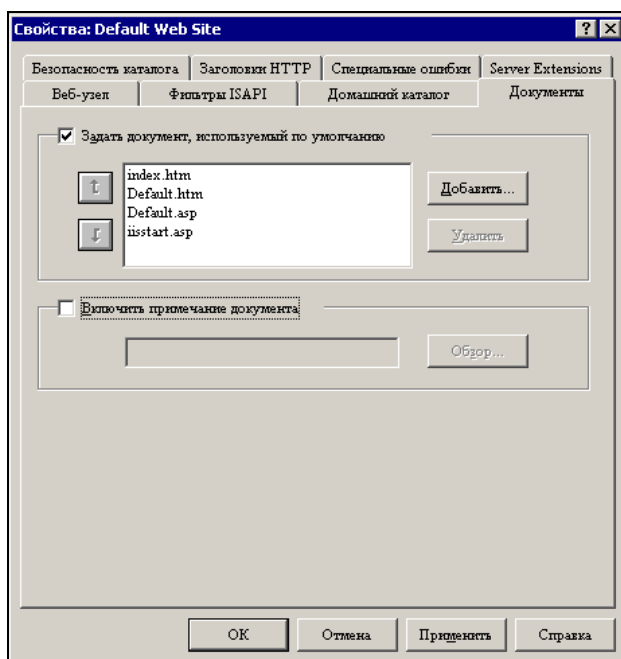 Свойства: Default Web Site
Безопасность каталога Заголовки HTTP Специальные ошибки Server Extensions
Веб-узел Фильтры ISAPI Домашний каталог Документы
Задать документ, используемый по умолчанию
index.htm
Default.htm
Default.asp
iisstart.asp
Добавить...
Удалить
Включить примечание документа
Обзор...
OK Отмена Применить Справка